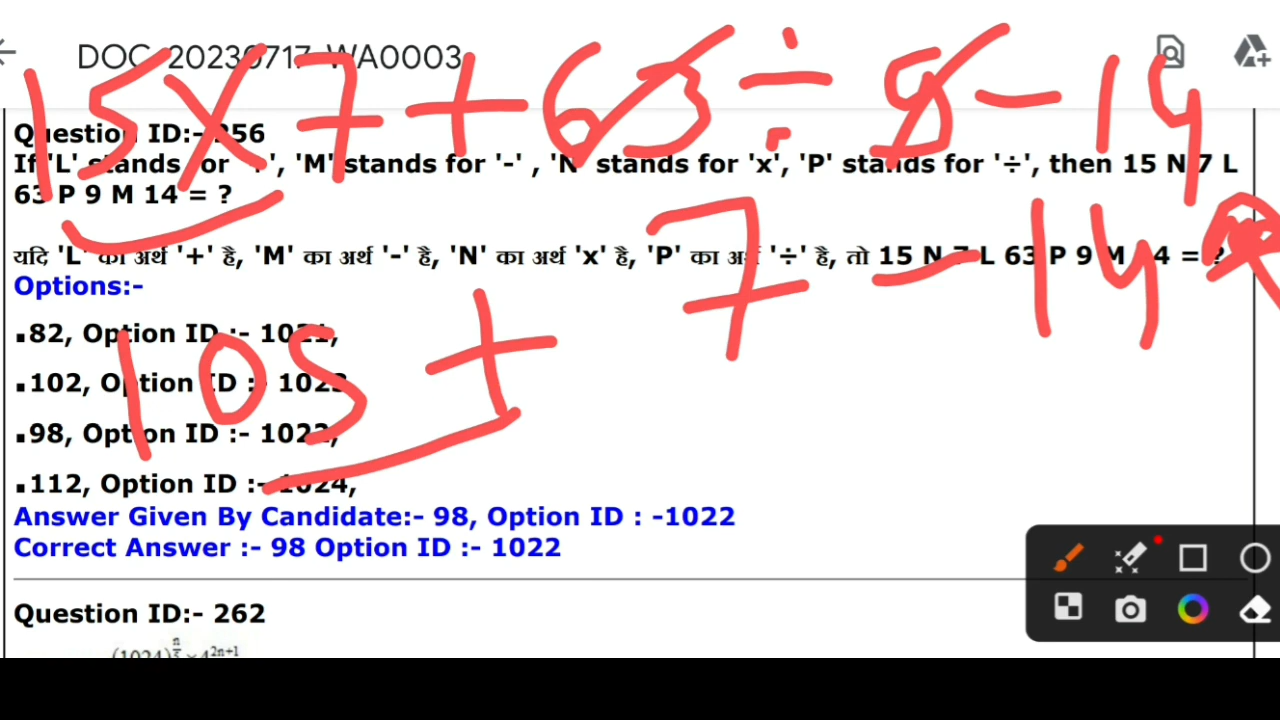 DOC-20230717-WA0003
15 x 7 + 63 ÷ 8 - 14
Question ID:- 256
If 'L' stands for '+', 'M' stands for '-' , 'N' stands for 'x', 'P' stands for '÷', then 15 N 7 L
63 P 9 M 14 = ?
यदि 'L' का अर्थ '+' है, 'M' का अर्थ '-' है, 'N' का अर्थ 'x' है, 'P' का अर्थ '÷' है, तो 15 N 7 L 63 P 9 M 14 = ?
7 - 14
Options:-
.82, Option ID :- 1021,
105 +
.102, Option ID :- 1023
.98, Option ID :- 1022,
.112, Option ID :- 1024,
Answer Given By Candidate:- 98, Option ID : -1022
Correct Answer :- 98 Option ID :- 1022
Question ID:- 262